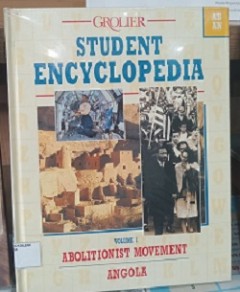 GROLIER
STUDENT
ENCYCLOPEDIA
VOLUME 1
ABOLITIONIST MOVEMENT
ANGOLA